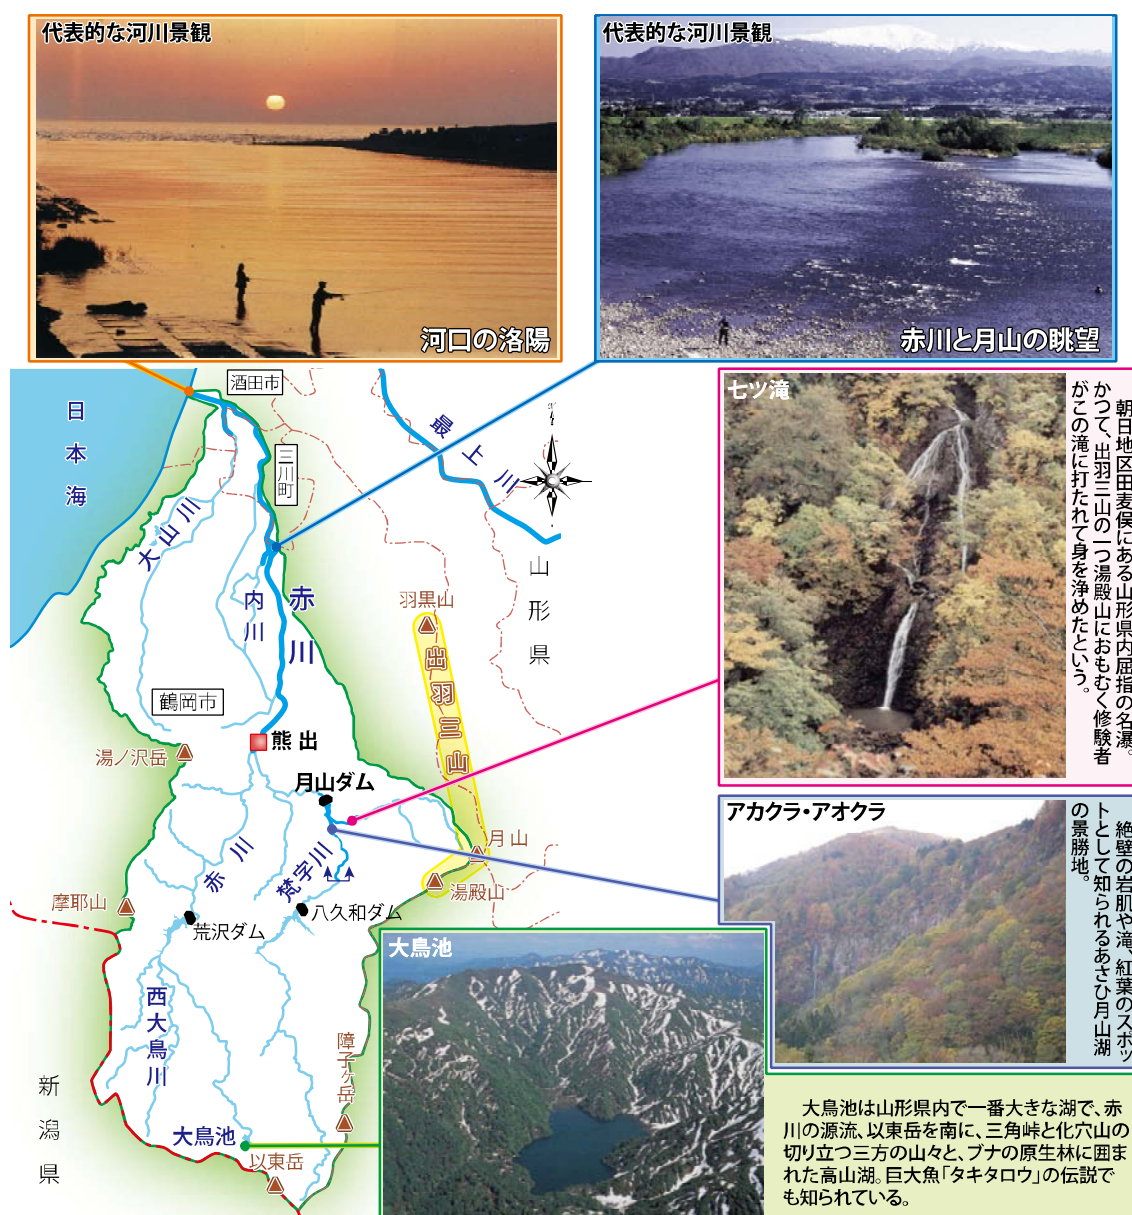 代表的な河川景観
河口の洛陽
代表的な河川景観
赤川と月山の眺望
日本海
酒田市
三川町
最上川
大山川
内川
赤川
山形県
羽黒山
出羽三山
鶴岡市
熊出
湯ノ沢岳
月山ダム
月山
湯殿山
赤川
梵字川
摩耶山
荒沢ダム
八久和ダム
西大鳥川
障子ヶ岳
新潟県
大鳥池
以東岳
七ツ滝
朝日地区田麦俣にある山形県内屈指の名瀑。
かつて、出羽三山の一つ湯殿山におもむく修験者
がこの滝に打たれて身を浄めたという。
アカクラ・アオクラ
絶壁の岩肌や滝、紅葉のスポッ
トとして知られるあさひ月山湖
の景勝地。
大鳥池
大鳥池は山形県内で一番大きな湖で、赤
川の源流、以東岳を南に、三角峠と化穴山の
切り立つ三方の山々と、ブナの原生林に囲ま
れた高山湖。巨大魚「タキタロウ」の伝説で
も知られている。